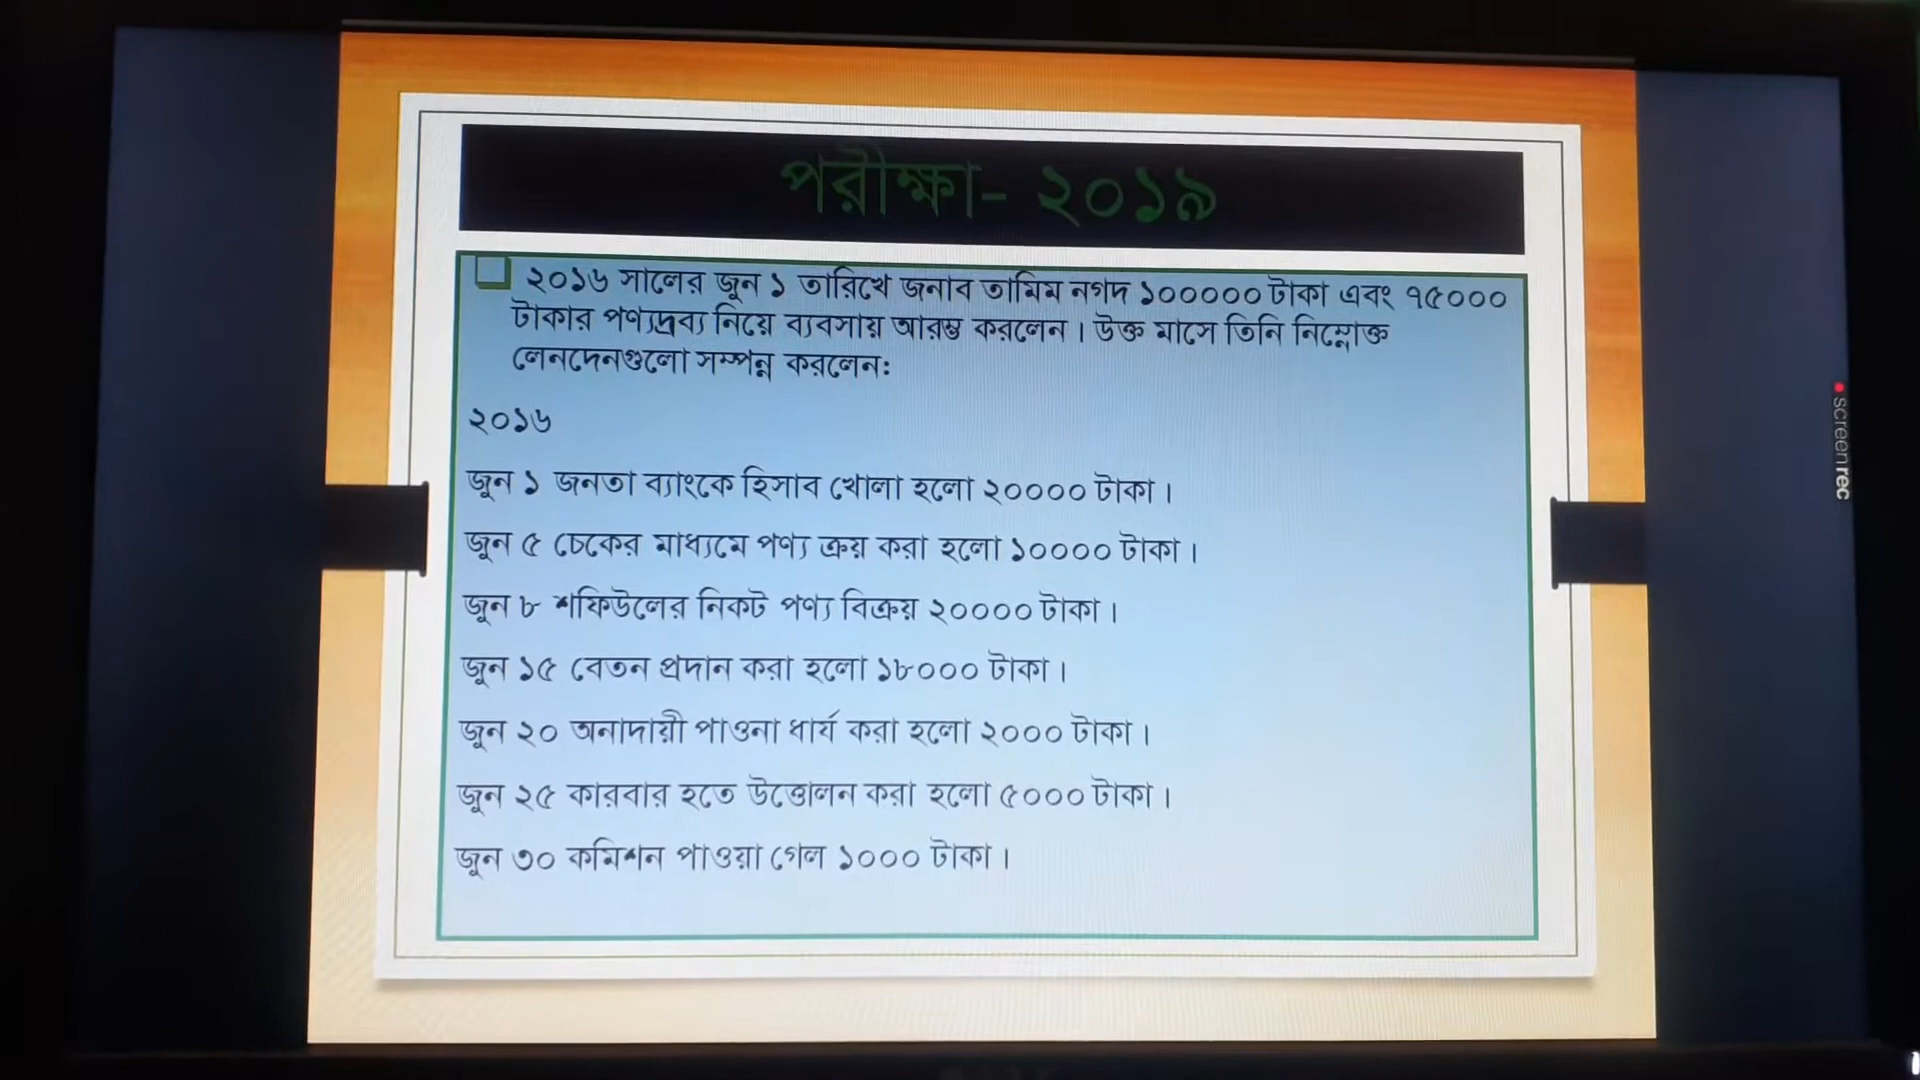 পরীক্ষা- ২০১৯
২০১৬ সালের জুন ১ তারিখে জনাব তামিম নগদ ১০০০০০ টাকা এবং ৭৫০০০
টাকার পণ্যদ্রব্য নিয়ে ব্যবসায় আরম্ভ করলেন। উক্ত মাসে তিনি নিম্নোক্ত
লেনদেনগুলো সম্পন্ন করলেনঃ
২০১৬
জুন ১ জনতা ব্যাংকে হিসাব খোলা হলো ২০০০০ টাকা।
জুন ৫ চেকের মাধ্যমে পণ্য ক্রয় করা হলো ১০০০০ টাকা।
জুন ৮ শফিউলের নিকট পণ্য বিক্রয় ২০০০০ টাকা।
জুন ১৫ বেতন প্রদান করা হলো ১৮০০০ টাকা।
জুন ২০ অনাদায়ী পাওনা ধার্য করা হলো ২০০০ টাকা।
জুন ২৫ কারবার হতে উত্তোলন করা হলো ৫০০০ টাকা।
জুন ৩০ কমিশন পাওয়া গেল ১০০০ টাকা।
screenrec